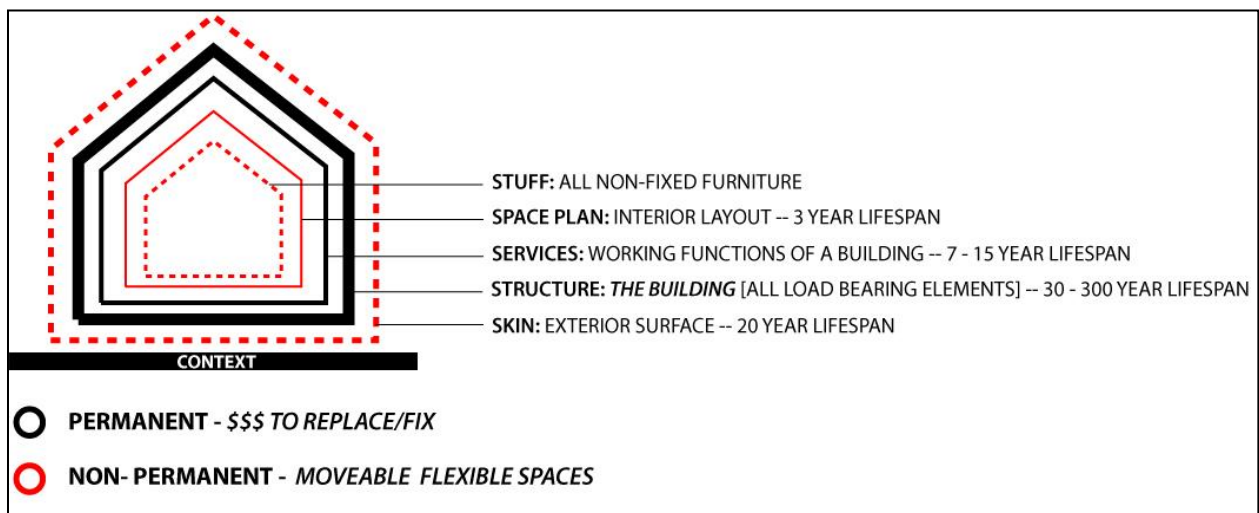 STUFF: ALL NON-FIXED FURNITURE
SPACE PLAN: INTERIOR LAYOUT -- 3 YEAR LIFESPAN
SERVICES: WORKING FUNCTIONS OF A BUILDING -- 7 - 15 YEAR LIFESPAN
STRUCTURE: THE BUILDING [ALL LOAD BEARING ELEMENTS] -- 30 - 300 YEAR LIFESPAN
SKIN: EXTERIOR SURFACE -- 20 YEAR LIFESPAN
CONTEXT
PERMANENT - $$$ TO REPLACE/FIX
NON- PERMANENT - MOVEABLE FLEXIBLE SPACES